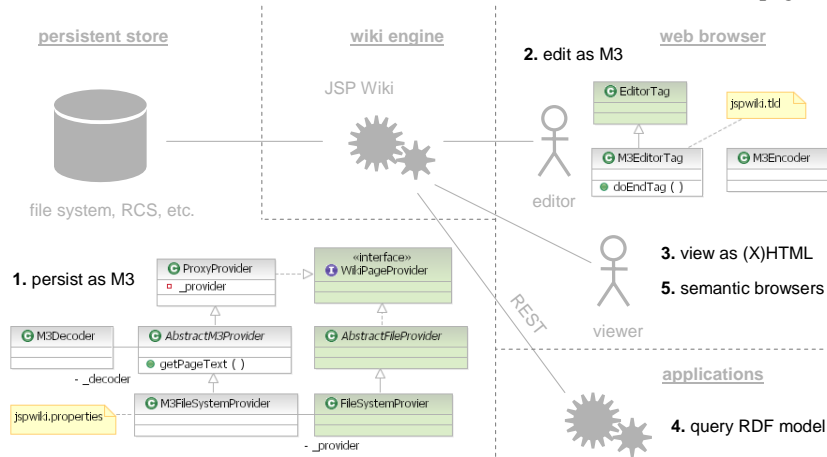 persistent store
wiki engine
web browser
2. edit as M3
JSP Wiki
EditorTag
jspwiki.tld
M3EditorTag
M3Encoder
doEndTag ( )
editor
file system, RCS, etc.
1. persist as M3
ProxyProvider
_provider
«interface»
WikiPageProvider
3. view as (X)HTML
5. semantic browsers
REST
viewer
M3Decoder
AbstractM3Provider
AbstractFileProvider
getPageText ( )
- _decoder
applications
jspwiki.properties
M3FileSystemProvider
FileSystemProvier
4. query RDF model
- _provider